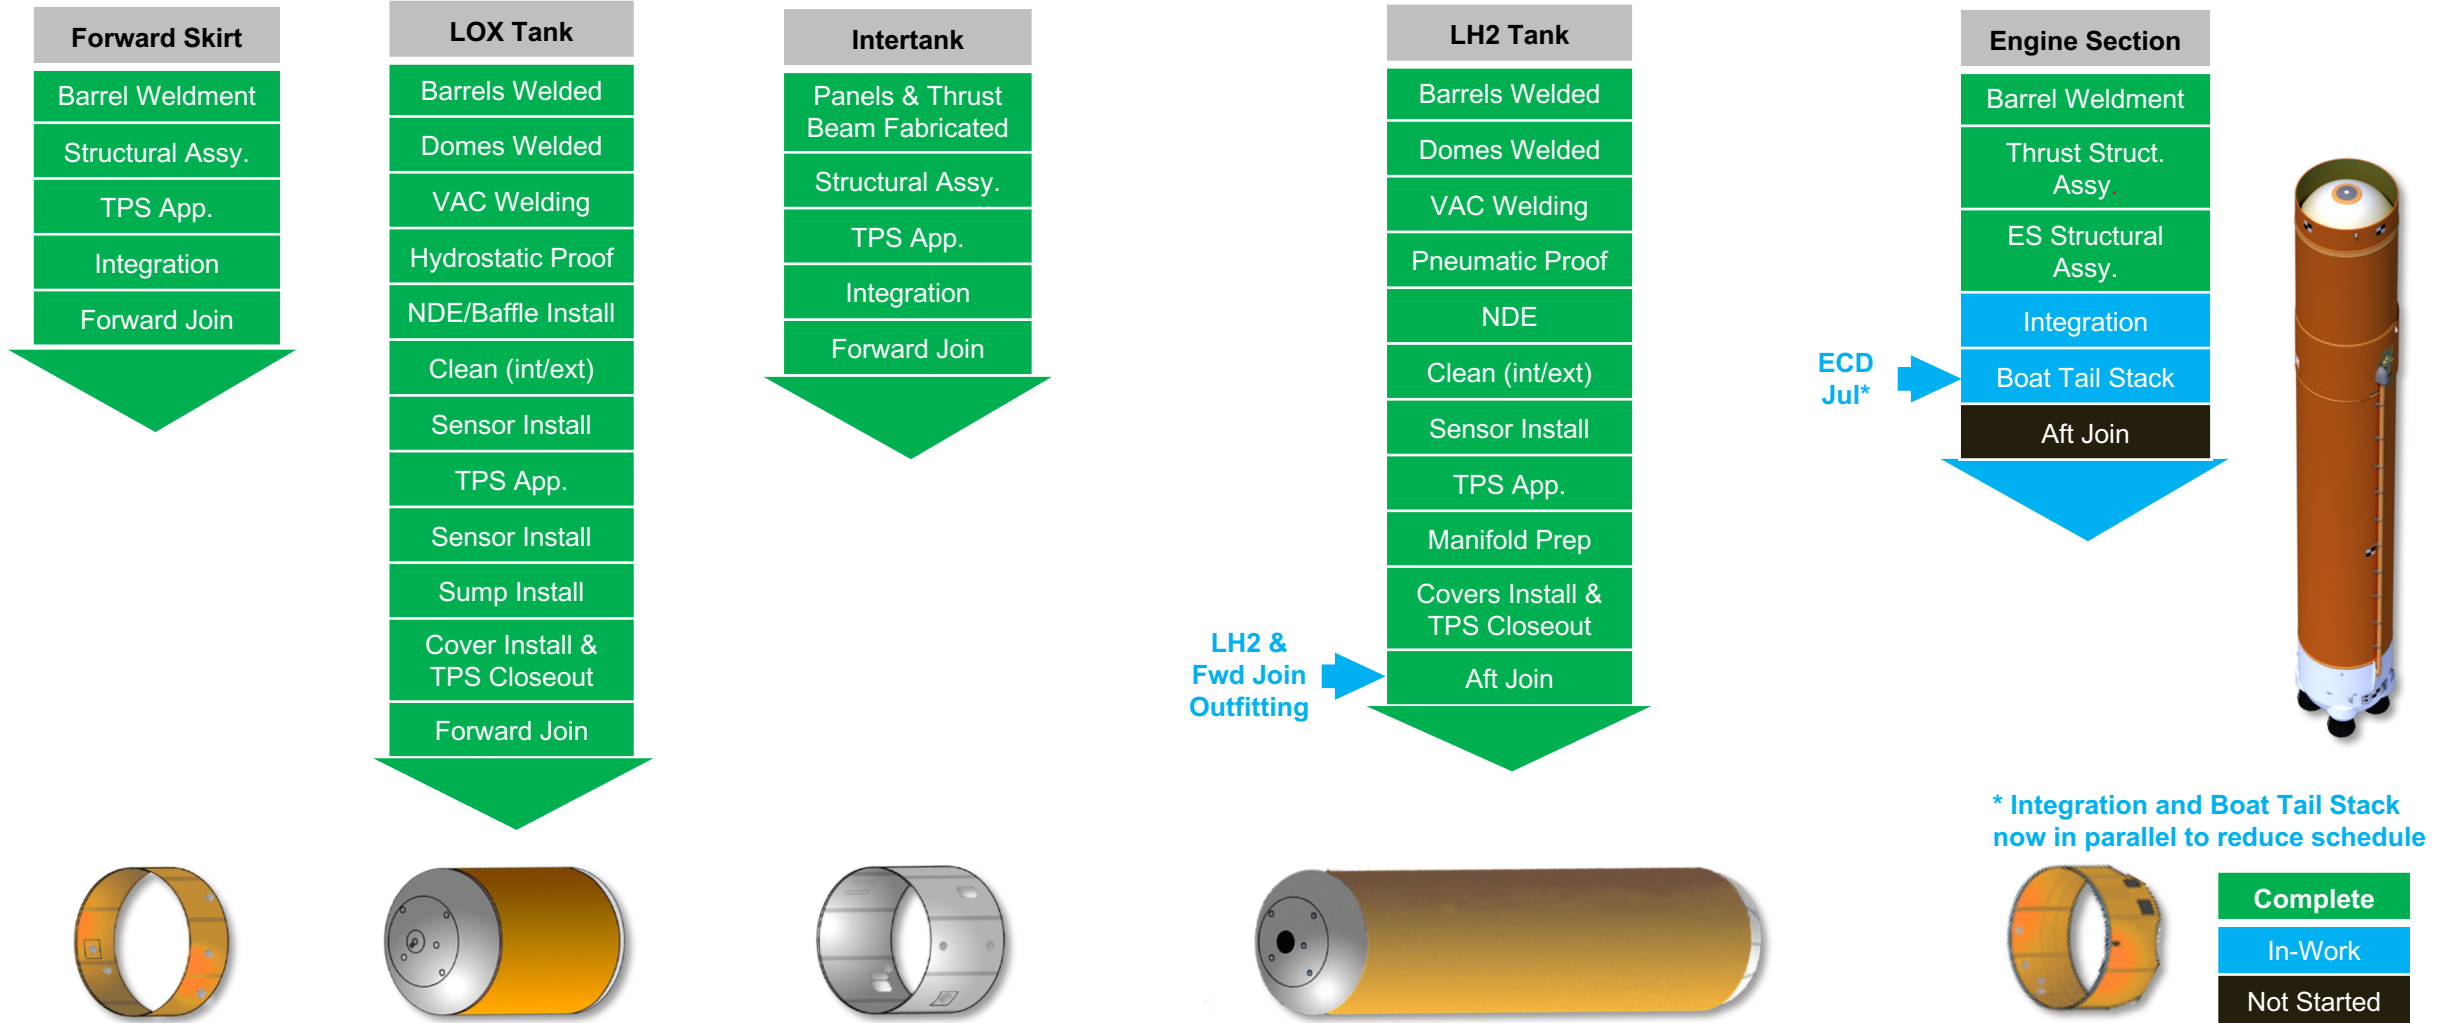 Forward Skirt
Barrel Weldment
Structural Assy.
TPS App.
Integration
Forward Join
LOX Tank
Barrels Welded
Domes Welded
VAC Welding
Hydrostatic Proof
NDE/Baffle Install
Clean (int/ext)
Sensor Install
TPS App.
Sensor Install
Sump Install
Cover Install &
TPS Closeout
Forward Join
Intertank
Panels & Thrust
Beam Fabricated
Structural Assy.
TPS App.
Integration
Forward Join
LH2 Tank
Barrels Welded
Domes Welded
VAC Welding
Pneumatic Proof
NDE
Clean (int/ext)
Sensor Install
TPS App.
Manifold Prep
Covers Install &
TPS Closeout
Aft Join
LH2 &
Fwd Join
Outfitting
Engine Section
Barrel Weldment
Thrust Struct.
Assy.
ES Structural
Assy.
Integration
Boat Tail Stack
Aft Join
ECD
Jul*
* Integration and Boat Tail Stack
now in parallel to reduce schedule
Complete
In-Work
Not Started